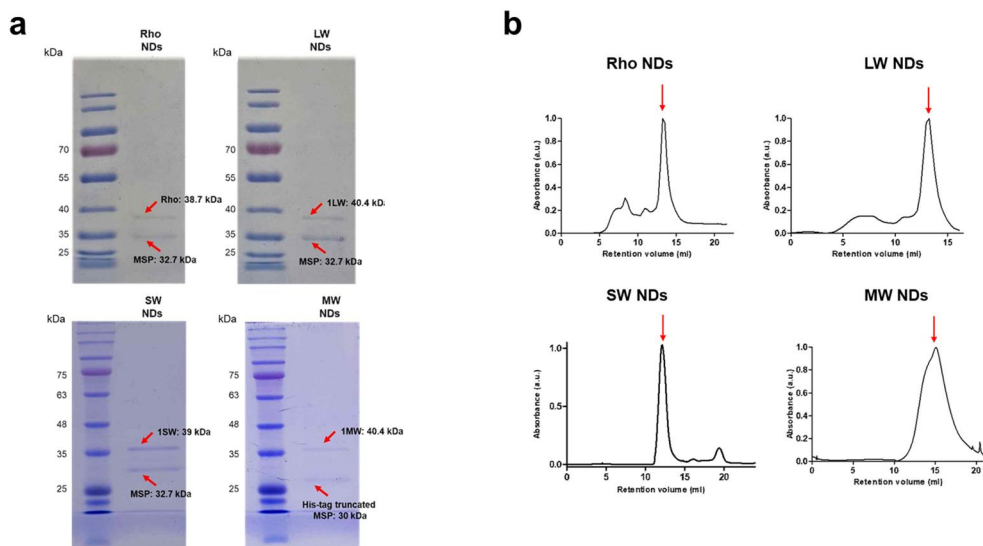 a
Rho
NDs
kDa
70
55
40
35
25
Rho: 38.7 kDa
MSP: 32.7 kDa
LW
NDs
kDa
70
55
40
35
25
1LW: 40.4 kDa
MSP: 32.7 kDa
SW
NDs
kDa
75
63
48
35
25
1SW: 39 kDa
MSP: 32.7 kDa
MW
NDs
kDa
75
63
48
35
25
1MW: 40.4 kDa
His-tag truncated
MSP: 30 kDa
b
Rho NDs
Absorbance (a.u.)
1.0
0.8
0.6
0.4
0.2
0.0
0 5 10 15 20
Retention volume (ml)
LW NDs
Absorbance (a.u.)
1.0
0.8
0.6
0.4
0.2
0.0
0 5 10 15
Retention volume (ml)
SW NDs
Absorbance (a.u.)
1.0
0.5
0.0
0 5 10 15 20
Retention volume (ml)
MW NDs
Absorbance (a.u.)
1.0
0.8
0.6
0.4
0.2
0.0
0 5 10 15 20
Retention volume (ml)